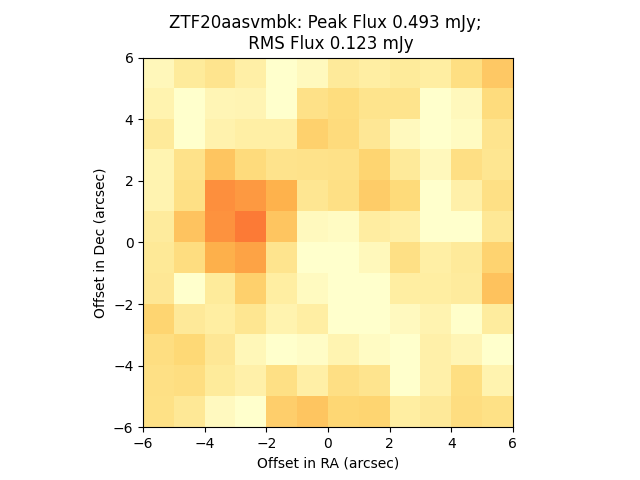 ZTF20aasvmbk: Peak Flux 0.493 mJy;
RMS Flux 0.123 mJy
6
4
2
0
−2
−4
−6
Offset in Dec (arcsec)
−6 −4 −2 0 2 4 6
Offset in RA (arcsec)